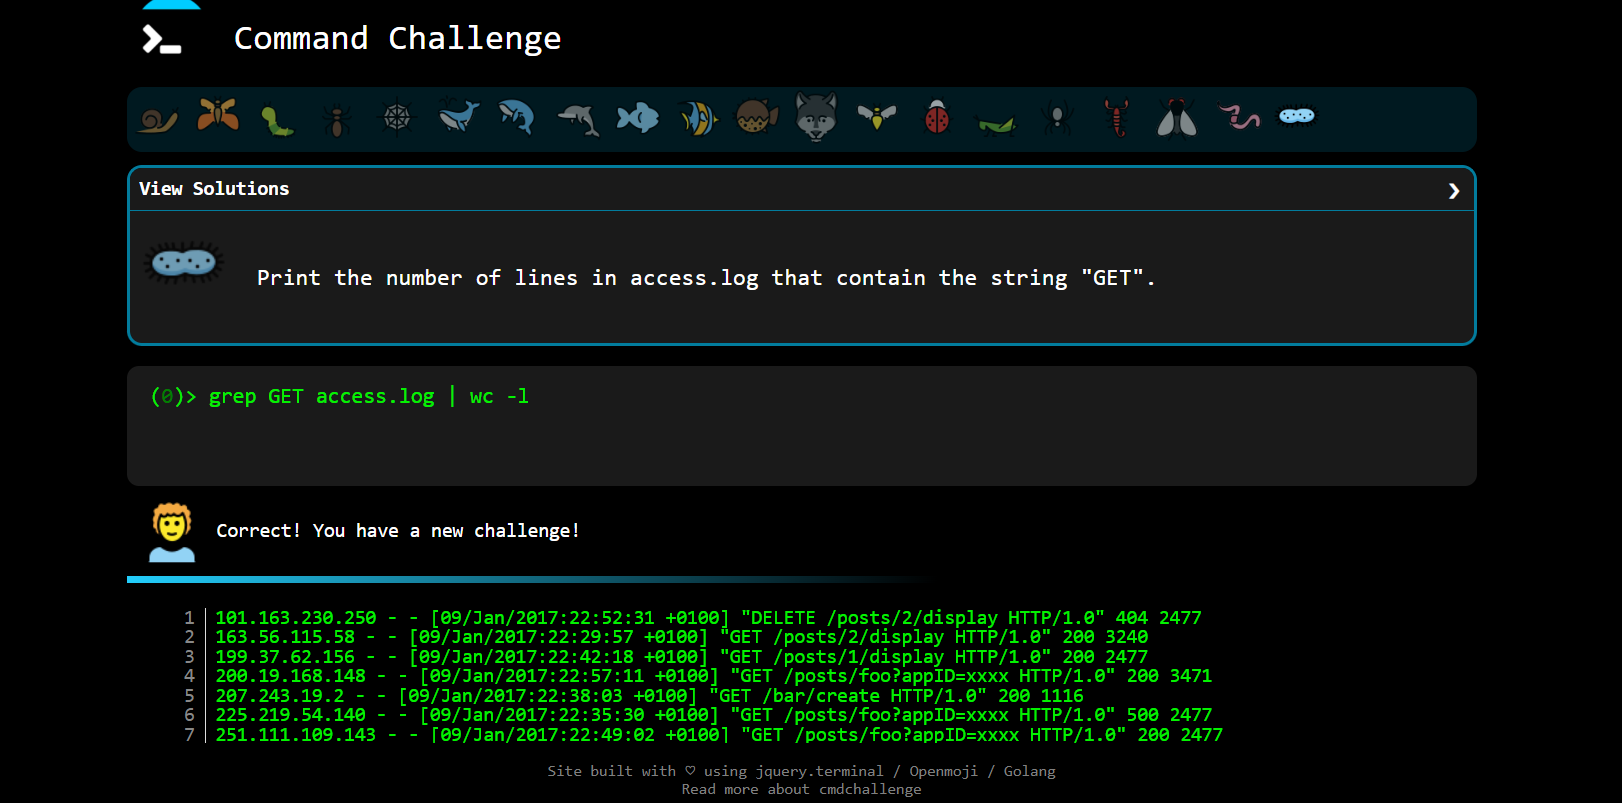 Command Challenge
View Solutions
Print the number of lines in access.log that contain the string "GET".
(0)> grep GET access.log | wc -l
Correct! You have a new challenge!
1 101.163.230.250 - - [09/Jan/2017:22:52:31 +0100] "DELETE /posts/2/display HTTP/1.0" 404 2477
2 163.56.115.58 - - [09/Jan/2017:22:29:57 +0100] "GET /posts/2/display HTTP/1.0" 200 3240
3 199.37.62.156 - - [09/Jan/2017:22:42:18 +0100] "GET /posts/1/display HTTP/1.0" 200 2477
4 200.19.168.148 - - [09/Jan/2017:22:57:11 +0100] "GET /posts/foo?appID=xxxx HTTP/1.0" 200 3471
5 207.243.19.2 - - [09/Jan/2017:22:38:03 +0100] "GET /bar/create HTTP/1.0" 200 1116
6 225.219.54.140 - - [09/Jan/2017:22:35:30 +0100] "GET /posts/foo?appID=xxxx HTTP/1.0" 500 2477
7 251.111.109.143 - - [09/Jan/2017:22:49:02 +0100] "GET /posts/foo?appID=xxxx HTTP/1.0" 200 2477
Site built with ♡ using jquery.terminal / Openmoji / Golang
Read more about cmdchallenge